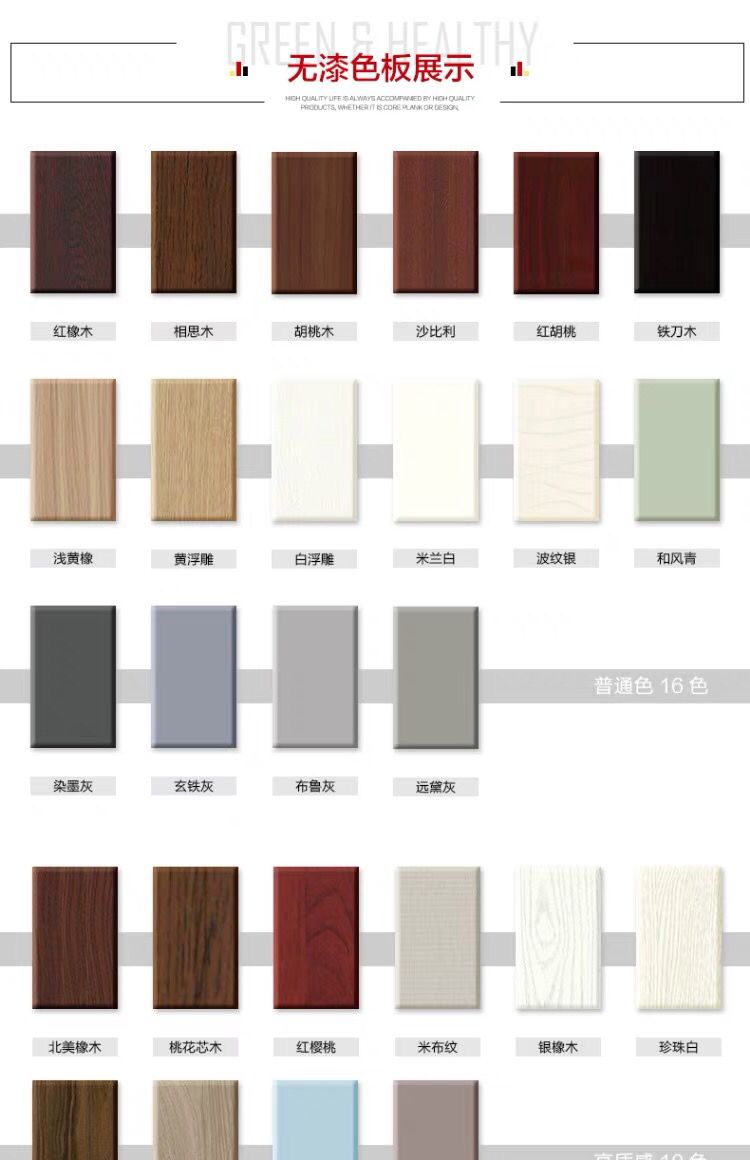 GREEN & HEALTHY
无漆色板展示
HIGH QUALITY LIFE IS ALWAYS ACCOMPANIED BY HIGH QUALITY
PRODUCTS, WHETHER IT IS CORE PLANK OR DESIGN,
红橡木 相思木 胡桃木 沙比利 红胡桃 铁刀木
浅黄橡 黄浮雕 白浮雕 米兰白 波纹银 和风青
普通色 16 色
染墨灰 玄铁灰 布鲁灰 远黛灰
北美橡木 桃花芯木 红樱桃 米布纹 银橡木 珍珠白